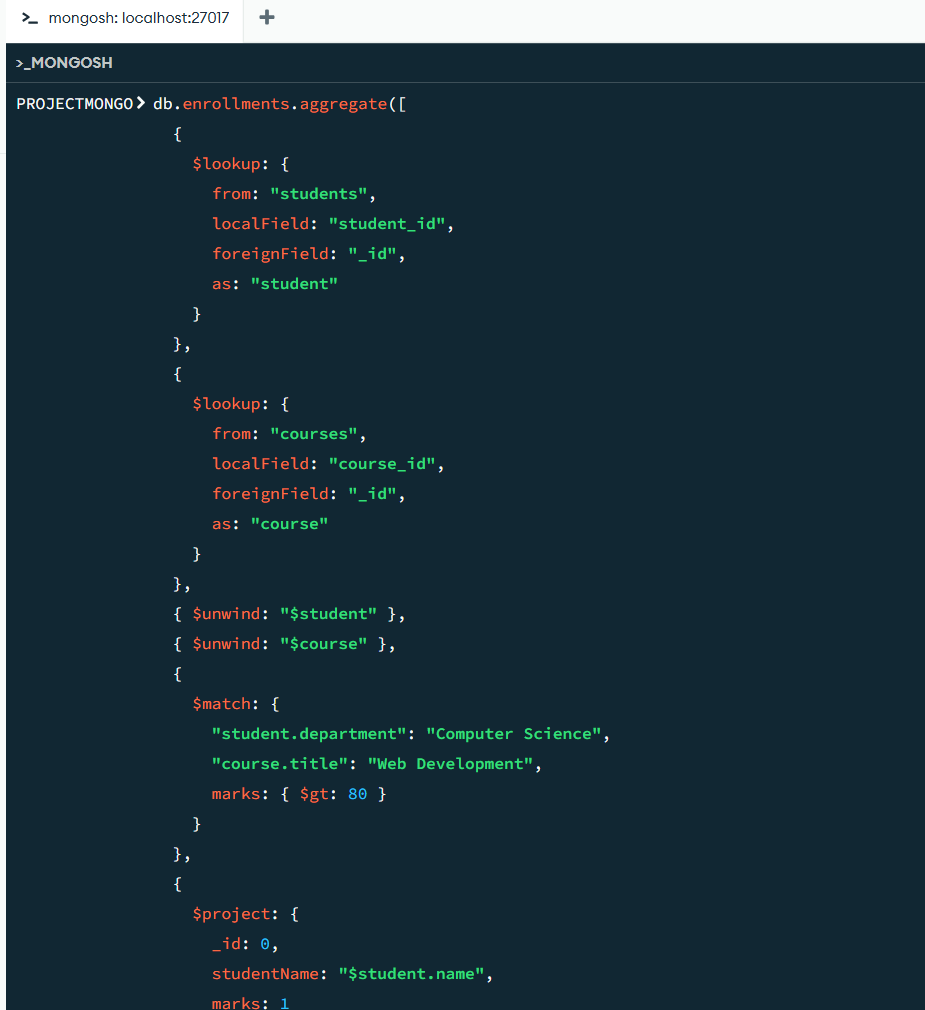 >_ mongosh: localhost:27017 +
>_MONGOSH
PROJECTMONGO> db.enrollments.aggregate([
{
$lookup: {
from: "students",
localField: "student_id",
foreignField: "_id",
as: "student"
}
},
{
$lookup: {
from: "courses",
localField: "course_id",
foreignField: "_id",
as: "course"
}
},
{ $unwind: "$student" },
{ $unwind: "$course" },
{
$match: {
"student.department": "Computer Science",
"course.title": "Web Development",
marks: { $gt: 80 }
}
},
{
$project: {
_id: 0,
studentName: "$student.name",
marks: 1